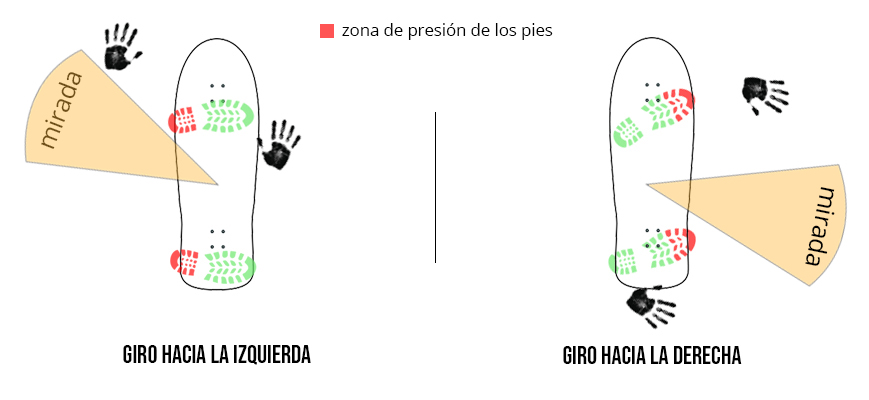 zona de presión de los pies
mirada
mirada
GIRO HACIA LA IZQUIERDA
GIRO HACIA LA DERECHA